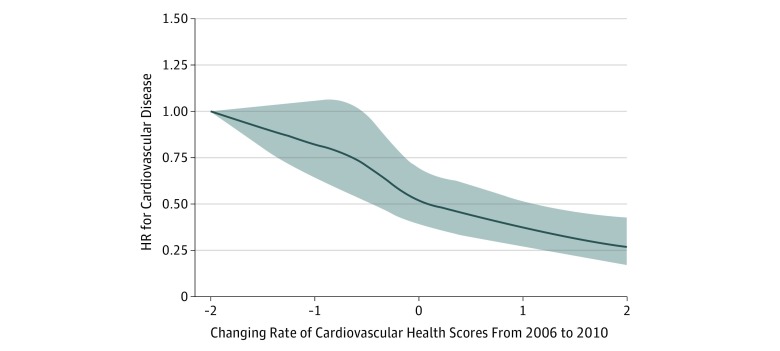 1.50
1.25
1.00
0.75
0.50
0.25
0
HR for Cardiovascular Disease
-2 -1 0 1 2
Changing Rate of Cardiovascular Health Scores From 2006 to 2010